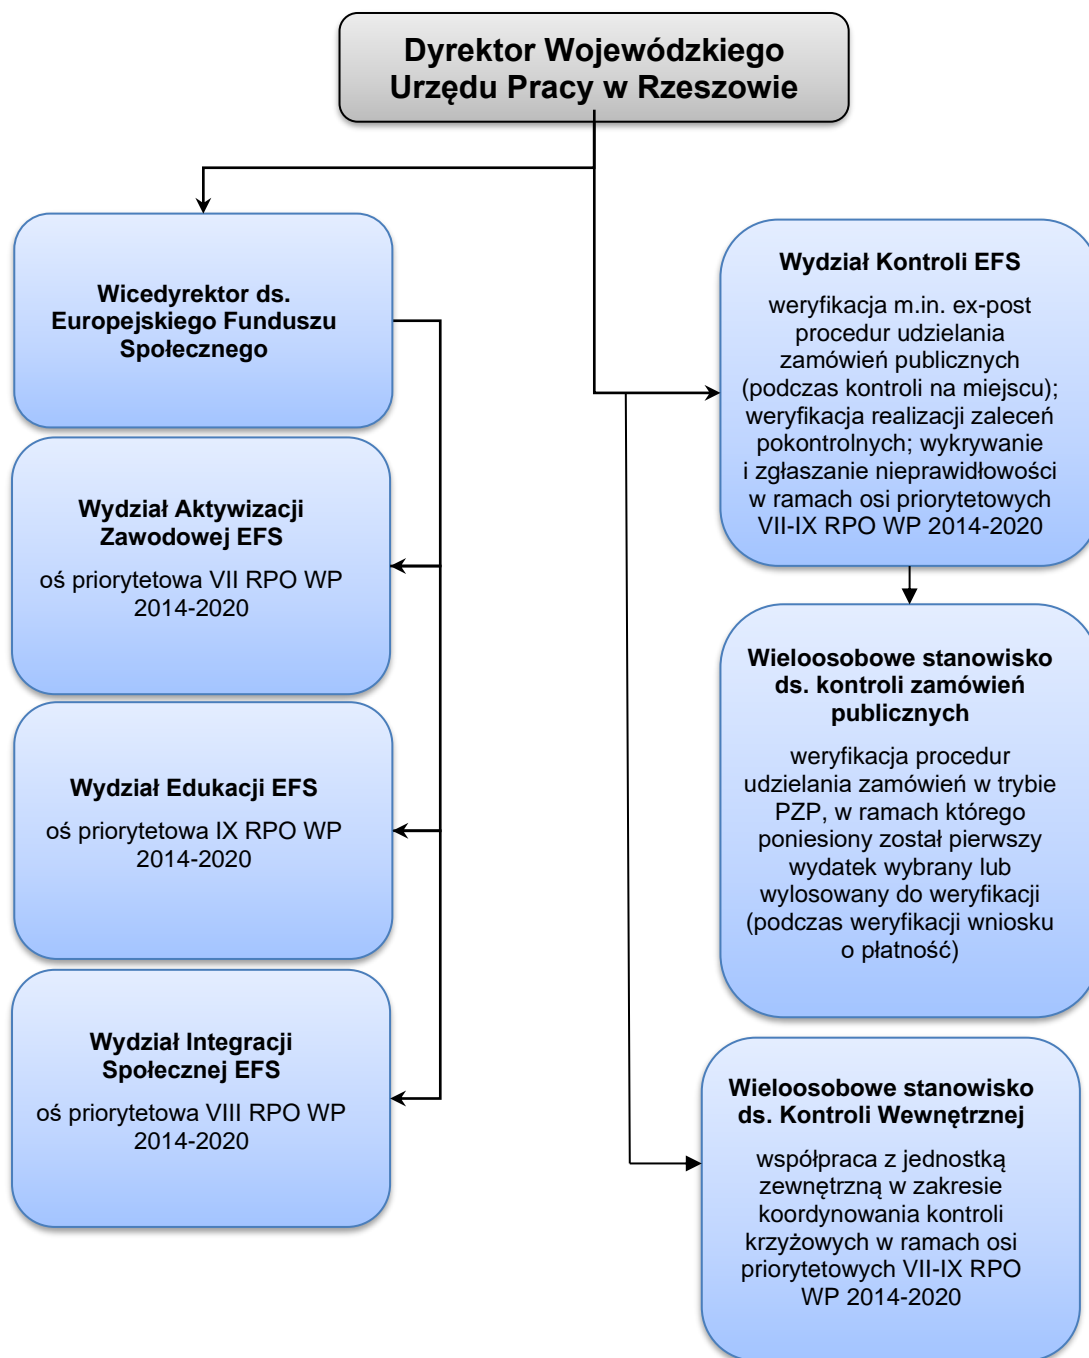 Dyrektor Wojewódzkiego
Urzędu Pracy w Rzeszowie
Wicedyrektor ds.
Europejskiego Funduszu
Społecznego
Wydział Aktywizacji
Zawodowej EFS
oś priorytetowa VII RPO WP
2014-2020
Wydział Edukacji EFS
oś priorytetowa IX RPO WP
2014-2020
Wydział Integracji
Społecznej EFS
oś priorytetowa VIII RPO WP
2014-2020
Wydział Kontroli EFS
weryfikacja m.in. ex-post
procedur udzielania
zamówień publicznych
(podczas kontroli na miejscu);
weryfikacja realizacji zaleceń
pokontrolnych; wykrywanie
i zgłaszanie nieprawidłowości
w ramach osi priorytetowych
VII-IX RPO WP 2014-2020
Wieloosobowe stanowisko
ds. kontroli zamówień
publicznych
weryfikacja procedur
udzielania zamówień w trybie
PZP, w ramach którego
poniesiony został pierwszy
wydatek wybrany lub
wylosowany do weryfikacji
(podczas weryfikacji wniosku
o płatność)
Wieloosobowe stanowisko
ds. Kontroli Wewnętrznej
współpraca z jednostką
zewnętrzną w zakresie
koordynowania kontroli
krzyżowych w ramach osi
priorytetowych VII-IX RPO
WP 2014-2020